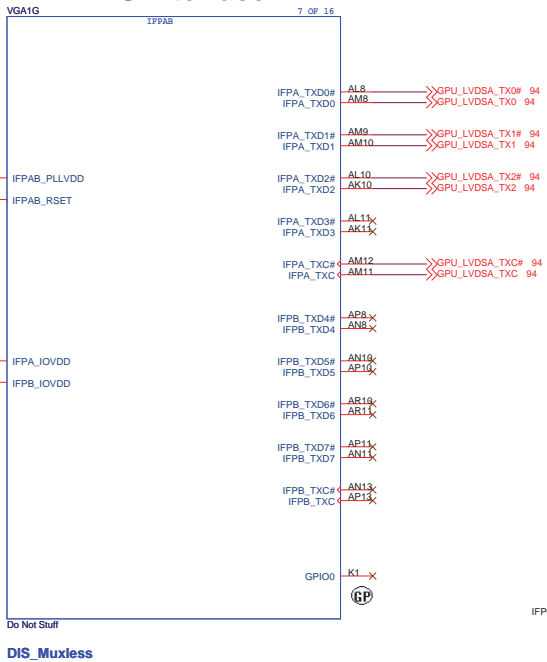 VGA1G 7 OF 16
IFPAB
IFPA_TXD0# AL8 GPU_LVDSA_TX0# 94
IFPA_TXD0 AM8 GPU_LVDSA_TX0 94
IFPA_TXD1# AM9 GPU_LVDSA_TX1# 94
IFPA_TXD1 AM10 GPU_LVDSA_TX1 94
IFPAB_PLLVDD IFPA_TXD2# AL10 GPU_LVDSA_TX2# 94
IFPA_TXD2 AK10 GPU_LVDSA_TX2 94
IFPAB_RSET
IFPA_TXD3# AL11
IFPA_TXD3 AK11
IFPA_TXC# AM12 GPU_LVDSA_TXC# 94
IFPA_TXC AM11 GPU_LVDSA_TXC 94
IFPB_TXD4# AP8
IFPB_TXD4 AN8
IFPA_IOVDD IFPB_TXD5# AN10
IFPB_TXD5 AP10
IFPB_IOVDD
IFPB_TXD6# AR10
IFPB_TXD6 AR11
IFPB_TXD7# AP11
IFPB_TXD7 AN11
IFPB_TXC# AN13
IFPB_TXC AP13
GPIO0 K1
GP
Do Not Stuff
DIS_Muxless